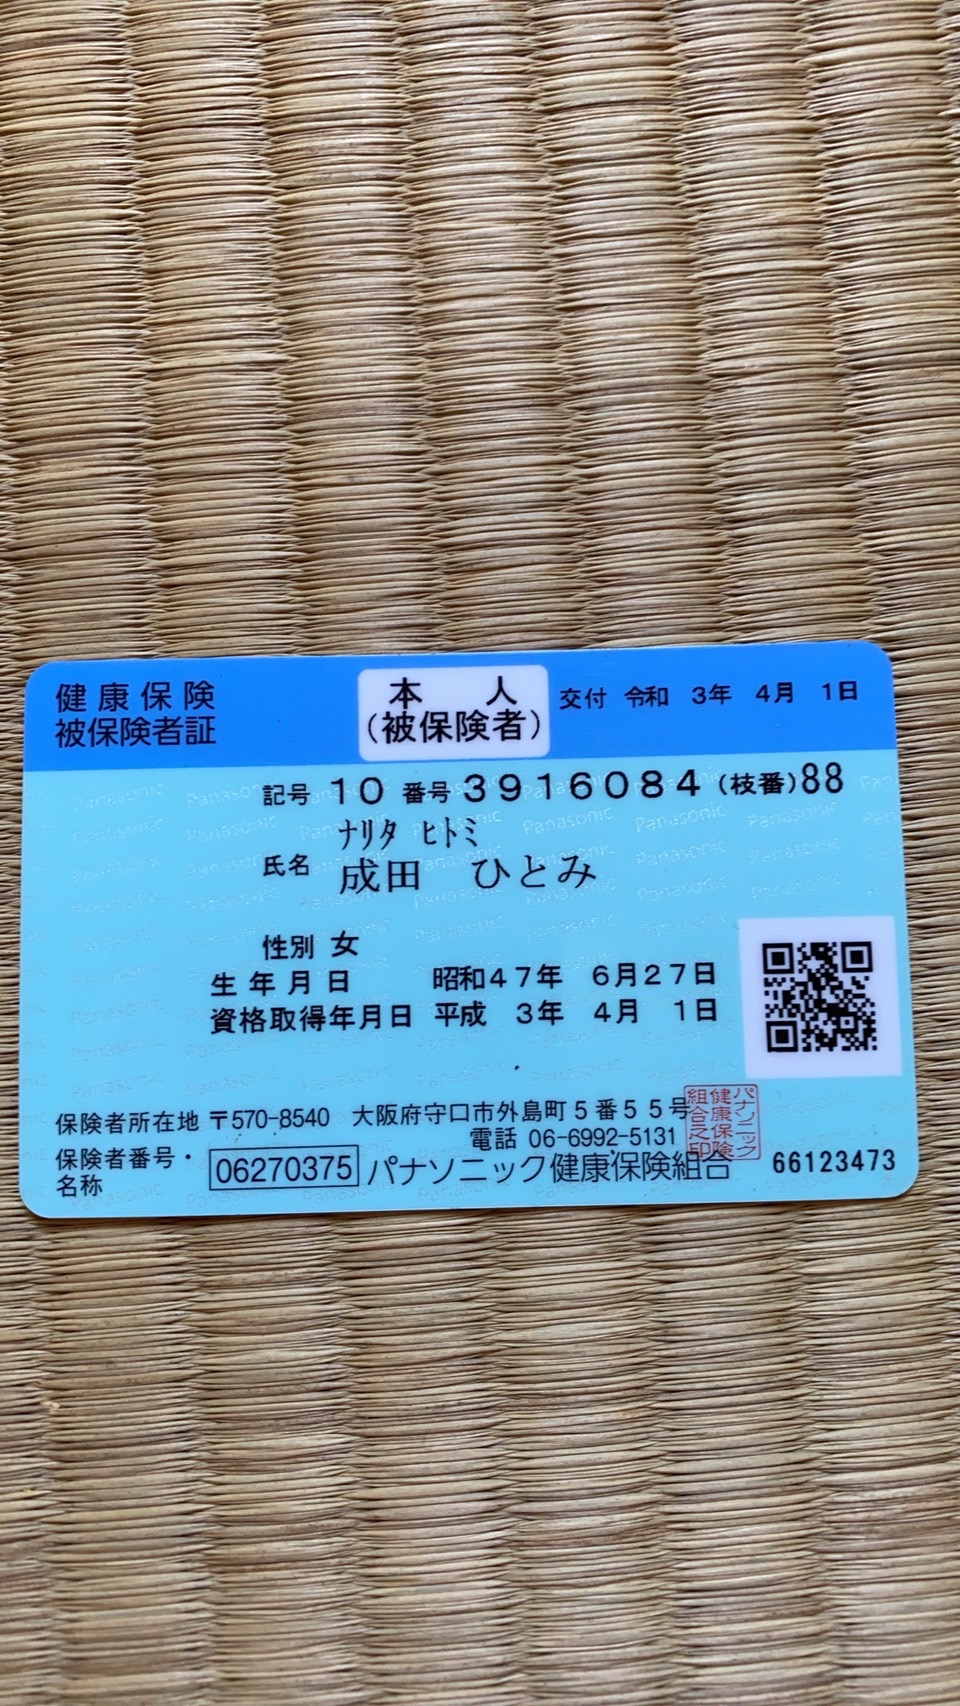 健康保険 本人 交付 令和 3年 4月 1日
被保険者証 (被保険者)
記号 10 番号 3916084 (枝番)88
ナリタ ヒトミ
氏名 成田 ひとみ
性別 女
生年月日 昭和47年 6月27日
資格取得年月日 平成 3年 4月 1日
保険者所在地 〒570-8540 大阪府守口市外島町5番55号
電話 06-6992-5131
保険者番号・名称 06270375 パナソニック健康保険組合 66123473
パナソニック健康保険組合之印
Panasonic